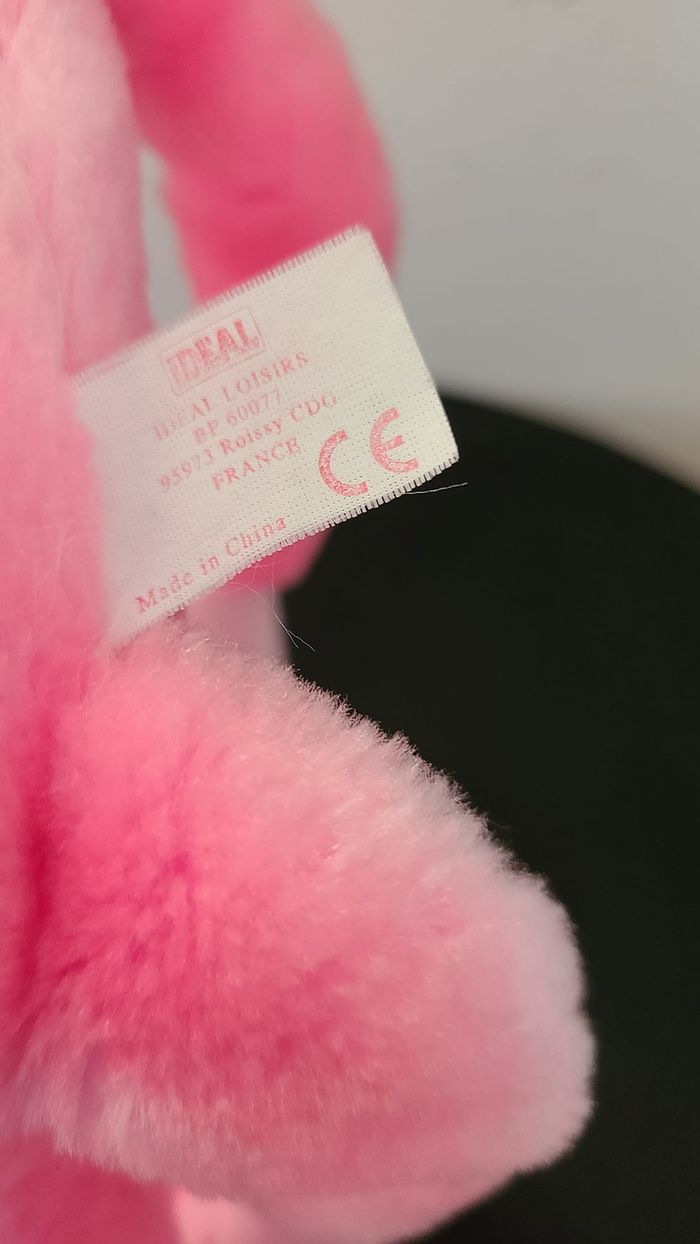 IDEAL
IDEAL LOISIRS
BP 60077
95973 Roissy CDG
FRANCE
CE
Made in China